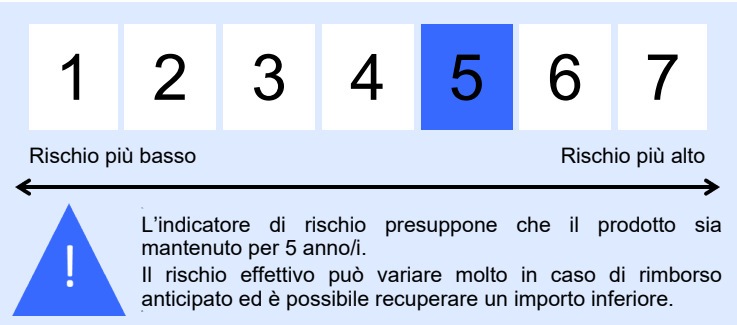 1 2 3 4 5 6 7
Rischio più basso Rischio più alto
!
L'indicatore di rischio presuppone che il prodotto sia
mantenuto per 5 anno/i.
Il rischio effettivo può variare molto in caso di rimborso
anticipato ed è possibile recuperare un importo inferiore.